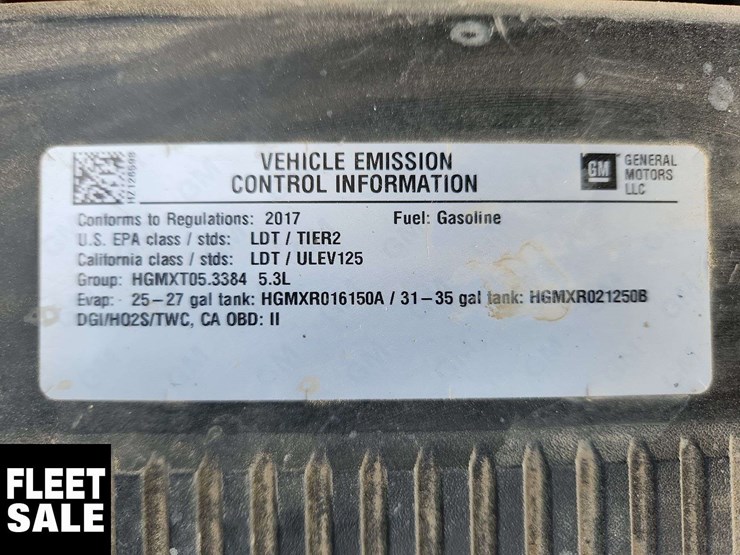 VEHICLE EMISSION
CONTROL INFORMATION
GM
GENERAL
MOTORS
LLC
Conforms to Regulations: 2017 Fuel: Gasoline
U.S. EPA class / stds: LDT / TIER2
California class / stds: LDT / ULEV125
Group: HGMXT05.3384 5.3L
Evap: 25-27 gal tank: HGMXR016150A / 31-35 gal tank: HGMXR021250B
DGI/HO2S/TWC, CA OBD: II
FLEET
SALE